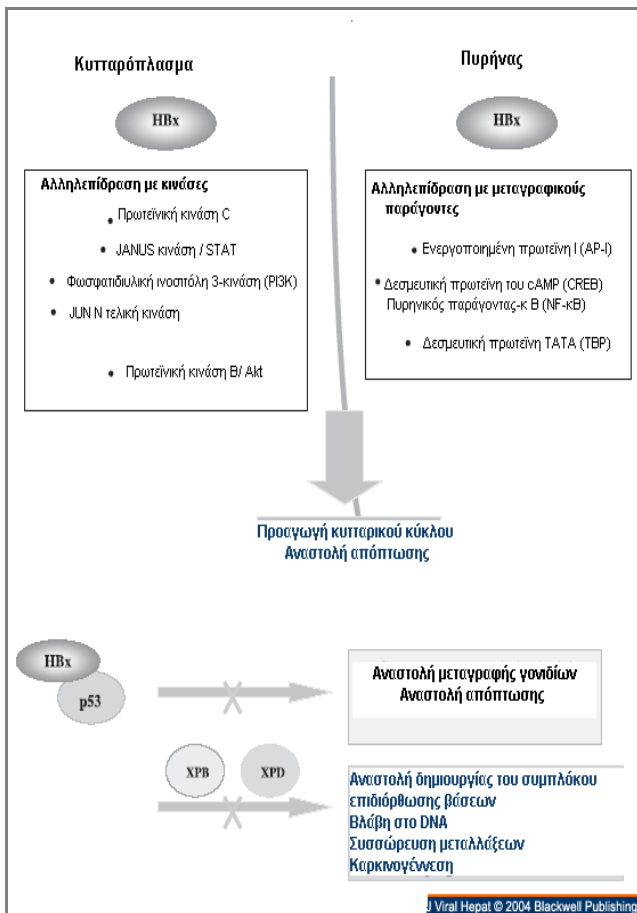 Κυτταρόπλασμα
Πυρήνας
HBx
HBx
Αλληλεπίδραση με κινάσες
• Πρωτεϊνική κινάση C
• JANUS κινάση / STAT
• Φωσφατιδιυλική ινοσιτόλη 3-κινάση (PI3K)
• JUN N τελική κινάση
• Πρωτεϊνική κινάση Β/ Akt
Αλληλεπίδραση με μεταγραφικούς
παράγοντες
• Ενεργοποιημένη πρωτεϊνη Ι (AP-I)
• Δεσμευτική πρωτεϊνη του cAMP (CREB)
Πυρηνικός παράγοντας-κ Β (NF-κΒ)
• Δεσμευτική πρωτεϊνη TATA (TBP)
Προαγωγή κυτταρικού κύκλου
Αναστολή απόπτωσης
HBx
p53
Αναστολή μεταγραφής γονιδίων
Αναστολή απόπτωσης
XPB
XPD
Αναστολή δημιουργίας του συμπλόκου
επιδιόρθωσης βάσεων
Βλάβη στο DNA
Συσσώρευση μεταλλάξεων
Καρκινογέννεση
J Viral Hepat © 2004 Blackwell Publishing